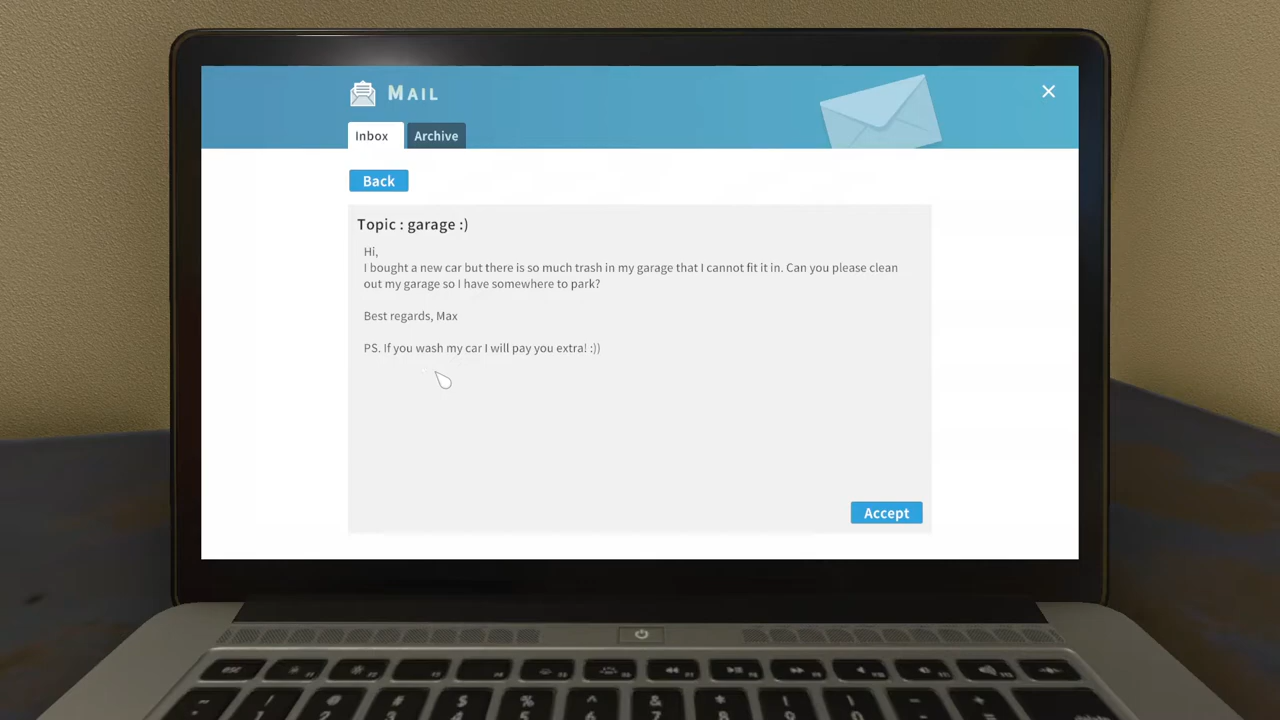 MAIL
Inbox
Archive
Back
Topic : garage :)
Hi,
I bought a new car but there is so much trash in my garage that I cannot fit it in. Can you please clean
out my garage so I have somewhere to park?
Best regards, Max
PS. If you wash my car I will pay you extra! :))
Accept